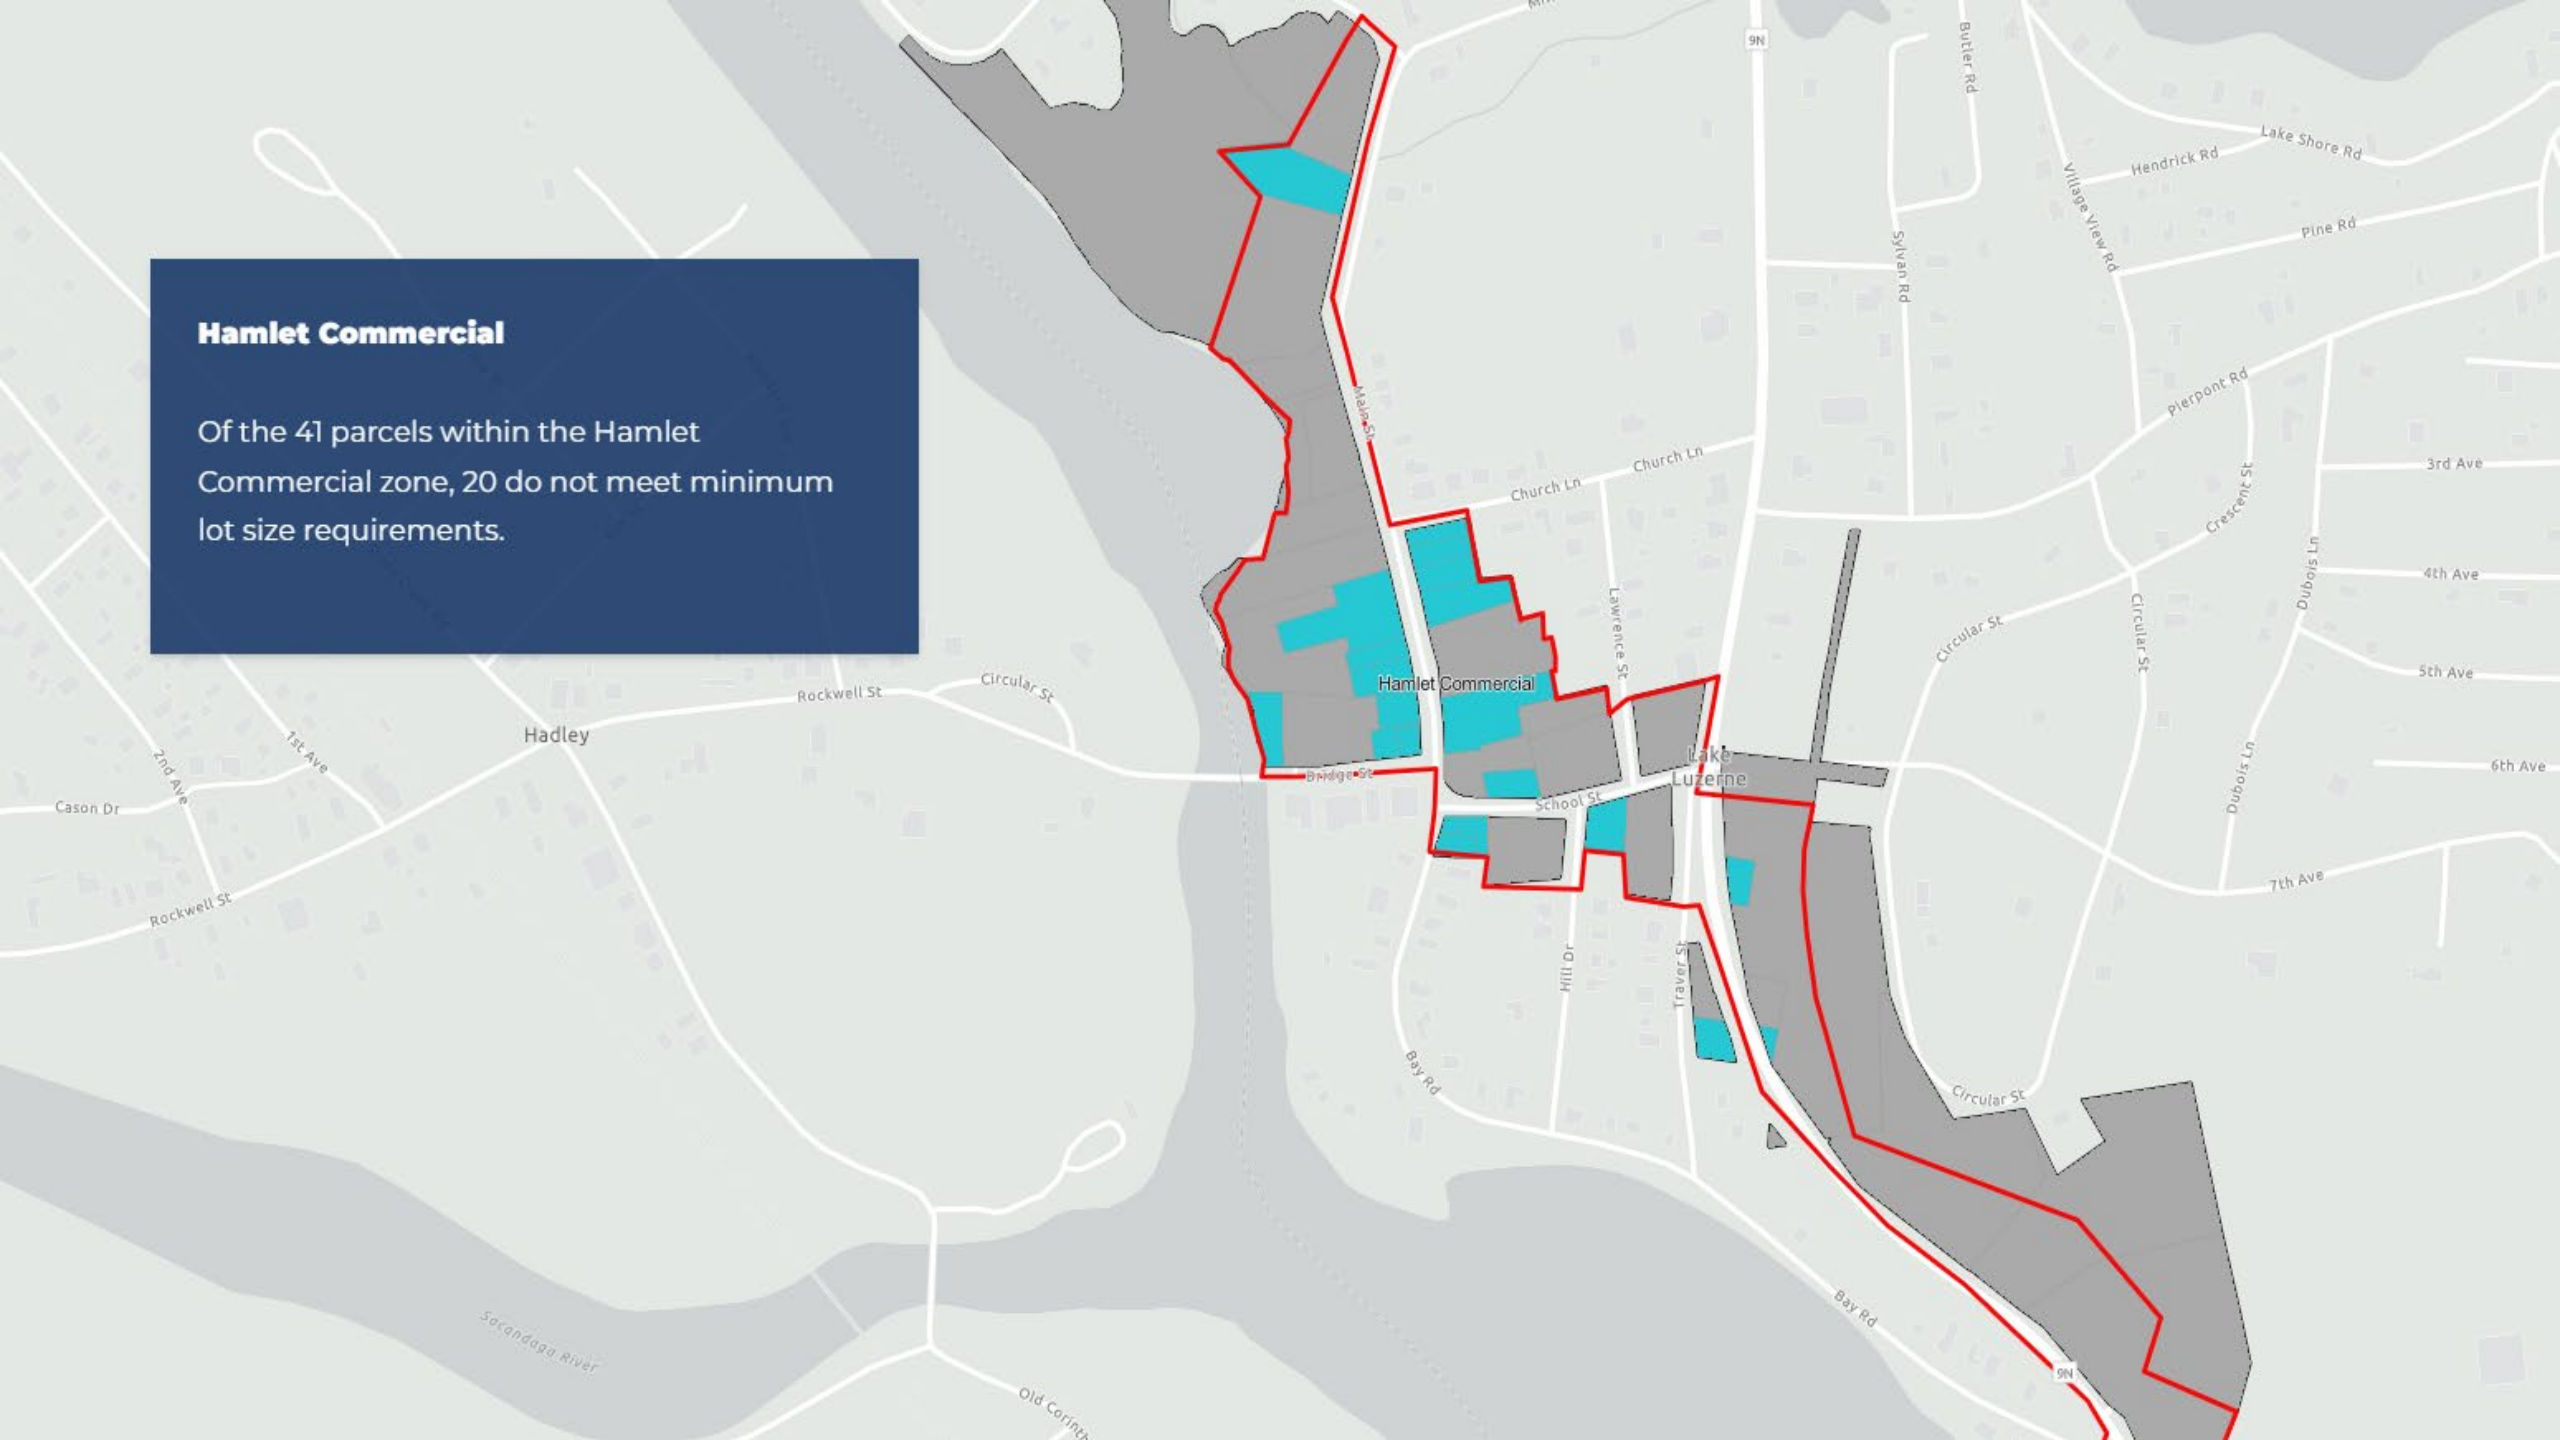 Hamlet Commercial
Of the 41 parcels within the Hamlet
Commercial zone, 20 do not meet minimum
lot size requirements.
9N
Butler Rd
Lake Shore Rd
Hendrick Rd
Village View Rd
Pine Rd
Sylvan Rd
Pierpont Rd
Main St
Church Ln
Church Ln
3rd Ave
Crescent St
Dubois Ln
4th Ave
Circular St
Circular St
Lawrence St
5th Ave
Hamlet Commercial
Circular St
Rockwell St
Hadley
1st Ave
2nd Ave
Lake
Luzerne
6th Ave
Bridge St
Dubois Ln
School St
Cason Dr
7th Ave
Rockwell St
Hill Dr
Traver St
Bay Rd
Circular St
Bay Rd
Sacandaga River
9N
Old Corinth